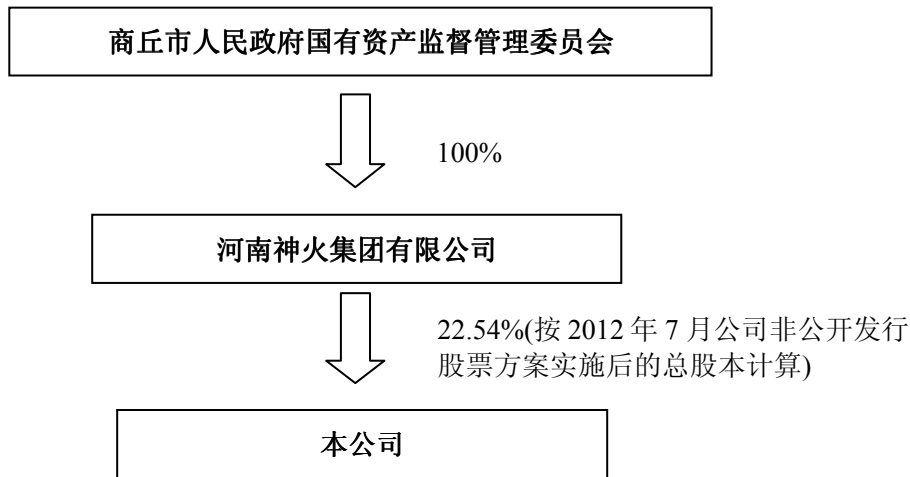 商丘市人民政府国有资产监督管理委员会
100%
河南神火集团有限公司
22.54%(按 2012 年 7 月公司非公开发行
股票方案实施后的总股本计算)
本公司